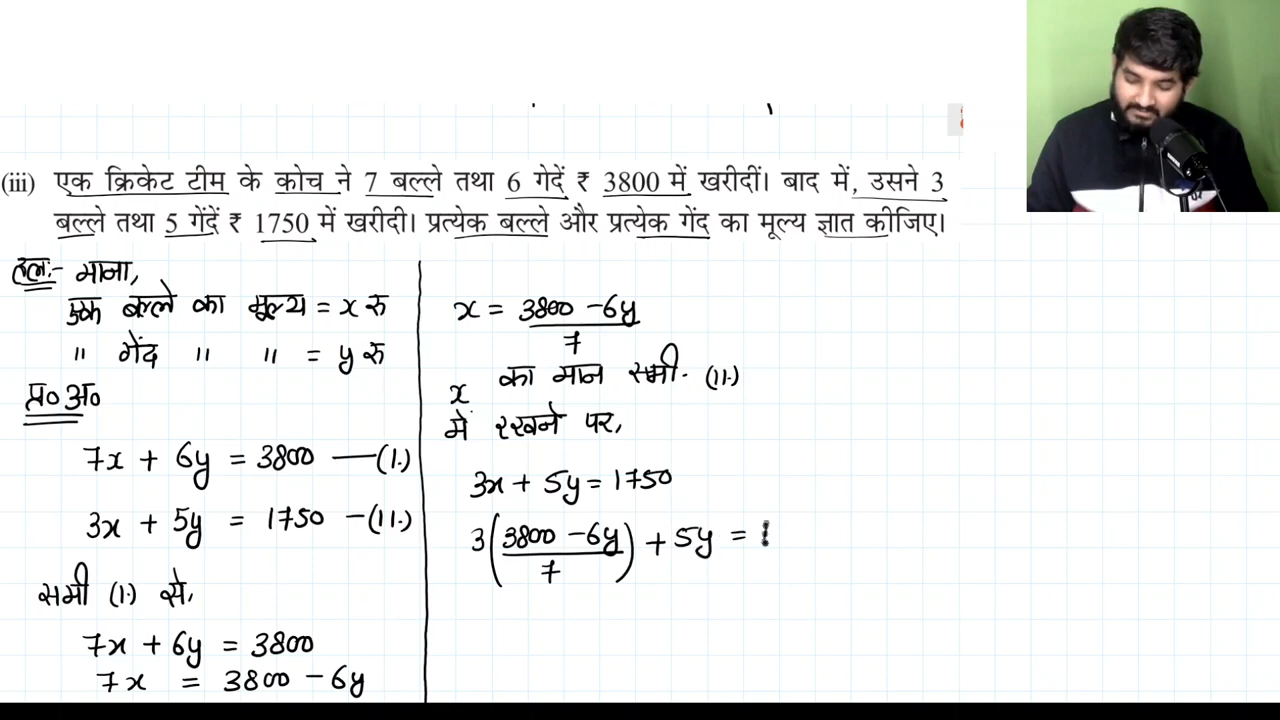 (iii) एक क्रिकेट टीम के कोच ने 7 बल्ले तथा 6 गेदें ₹ 3800 में खरीदीं। बाद में, उसने 3
बल्ले तथा 5 गेंदें ₹ 1750 में खरीदी। प्रत्येक बल्ले और प्रत्येक गेंद का मूल्य ज्ञात कीजिए।
हल:- माना,
एक बल्ले का मूल्य = x रु
" गेंद " " = y रु
प्र० अ०
7x + 6y = 3800 —(I.)
3x + 5y = 1750 —(II.)
समी (I.) से,
7x + 6y = 3800
7x = 3800 - 6y
x = 3800 - 6y
7
x का मान समी. (II.)
में रखने पर,
3x + 5y = 1750
3(3800 - 6y) + 5y =
7